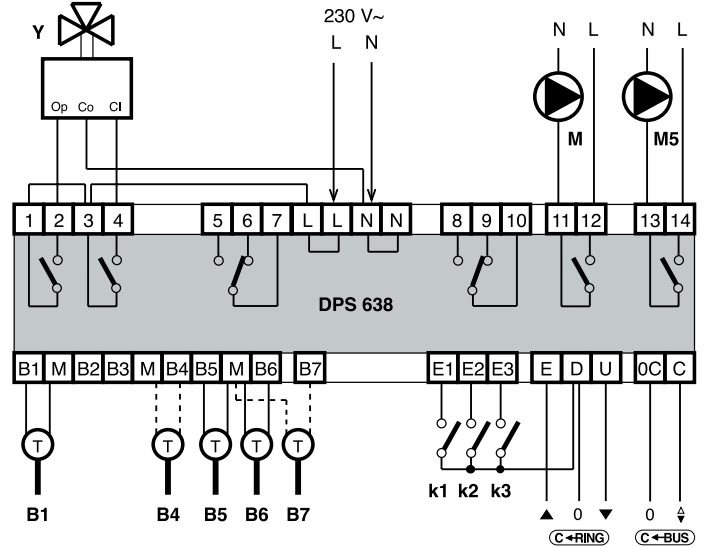 230 V~
Y
L N
N L
N L
Op Co Cl
M
M5
1 2 3 4
5 6 7 L L N N
8 9 10
11 12
13 14
DPS 638
B1 M B2 B3 M B4 B5 M B6
B7
E1 E2 E3
E D U
0C C
T
T
T
T
T
k1 k2 k3
B1
B4
B5
B6
B7
▲ 0 ▼
0
C RING
C BUS